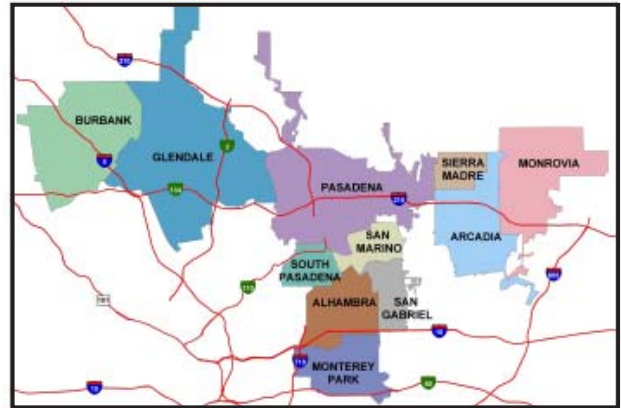 210
BURBANK
5
GLENDALE
2
134
PASADENA
210
SIERRA
MADRE
MONROVIA
ARCADIA
SAN
MARINO
SOUTH
PASADENA
110
101
ALHAMBRA
SAN
GABRIEL
10
710
MONTEREY
PARK
10
60